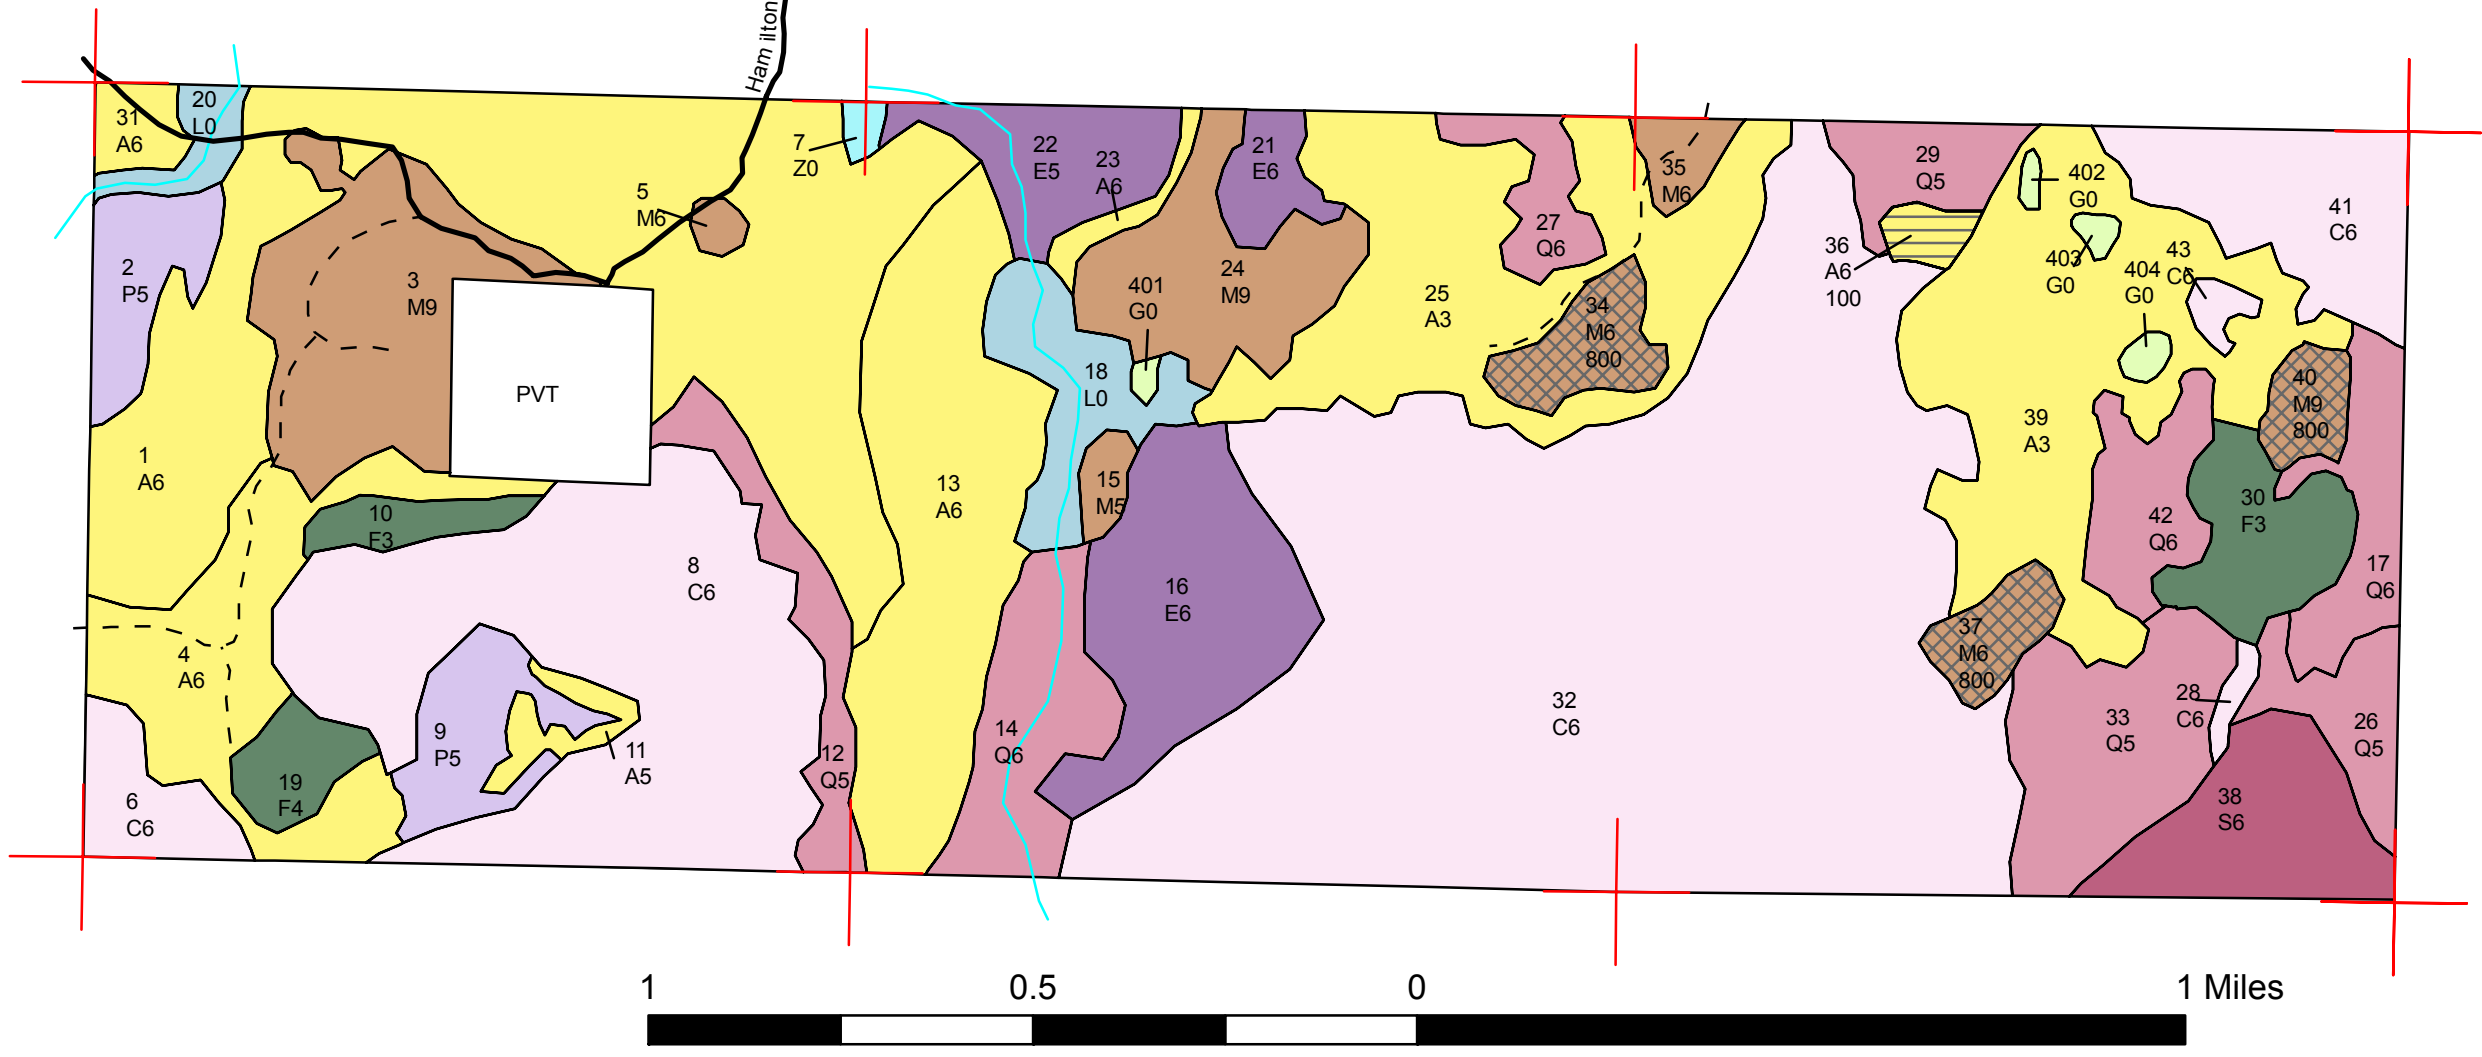 Ham ilton
31
A6
20
L0
7
Z0
22
E5
23
A6
21
E6
35
M6
29
Q5
402
G0
41
C6
5
M6
27
Q6
36
A6
100
403
G0
404
G0
43
C6
2
P5
3
M9
401
G0
24
M9
25
A3
34
M6
800
PVT
18
L0
40
M9
800
39
A3
1
A6
13
A6
15
M5
10
F3
42
Q6
30
F3
8
C6
16
E6
17
Q6
4
A6
37
M6
800
9
P5
11
A5
12
Q5
14
Q6
32
C6
33
Q5
28
C6
26
Q5
6
C6
19
F4
38
S6
1 0.5 0 1 Miles